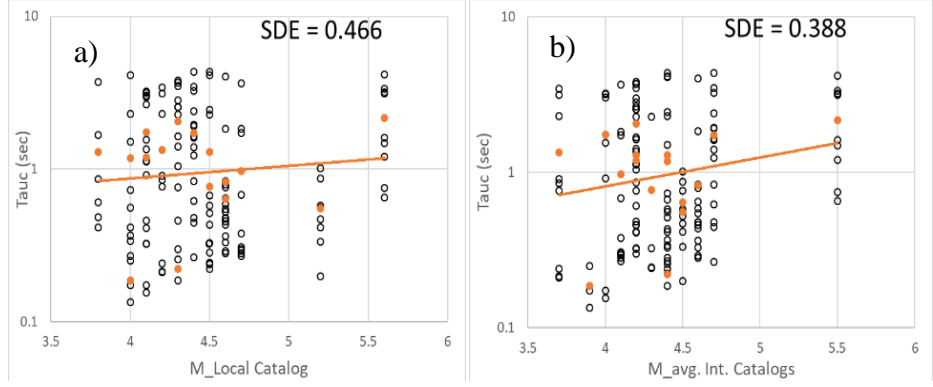 SDE = 0.466
a)
10
1
0.1
Tauc (sec)
3.5 4 4.5 5 5.5 6
M_Local Catalog
SDE = 0.388
b)
10
1
0.1
Tauc (sec)
3.5 4 4.5 5 5.5 6
M_avg. Int. Catalogs